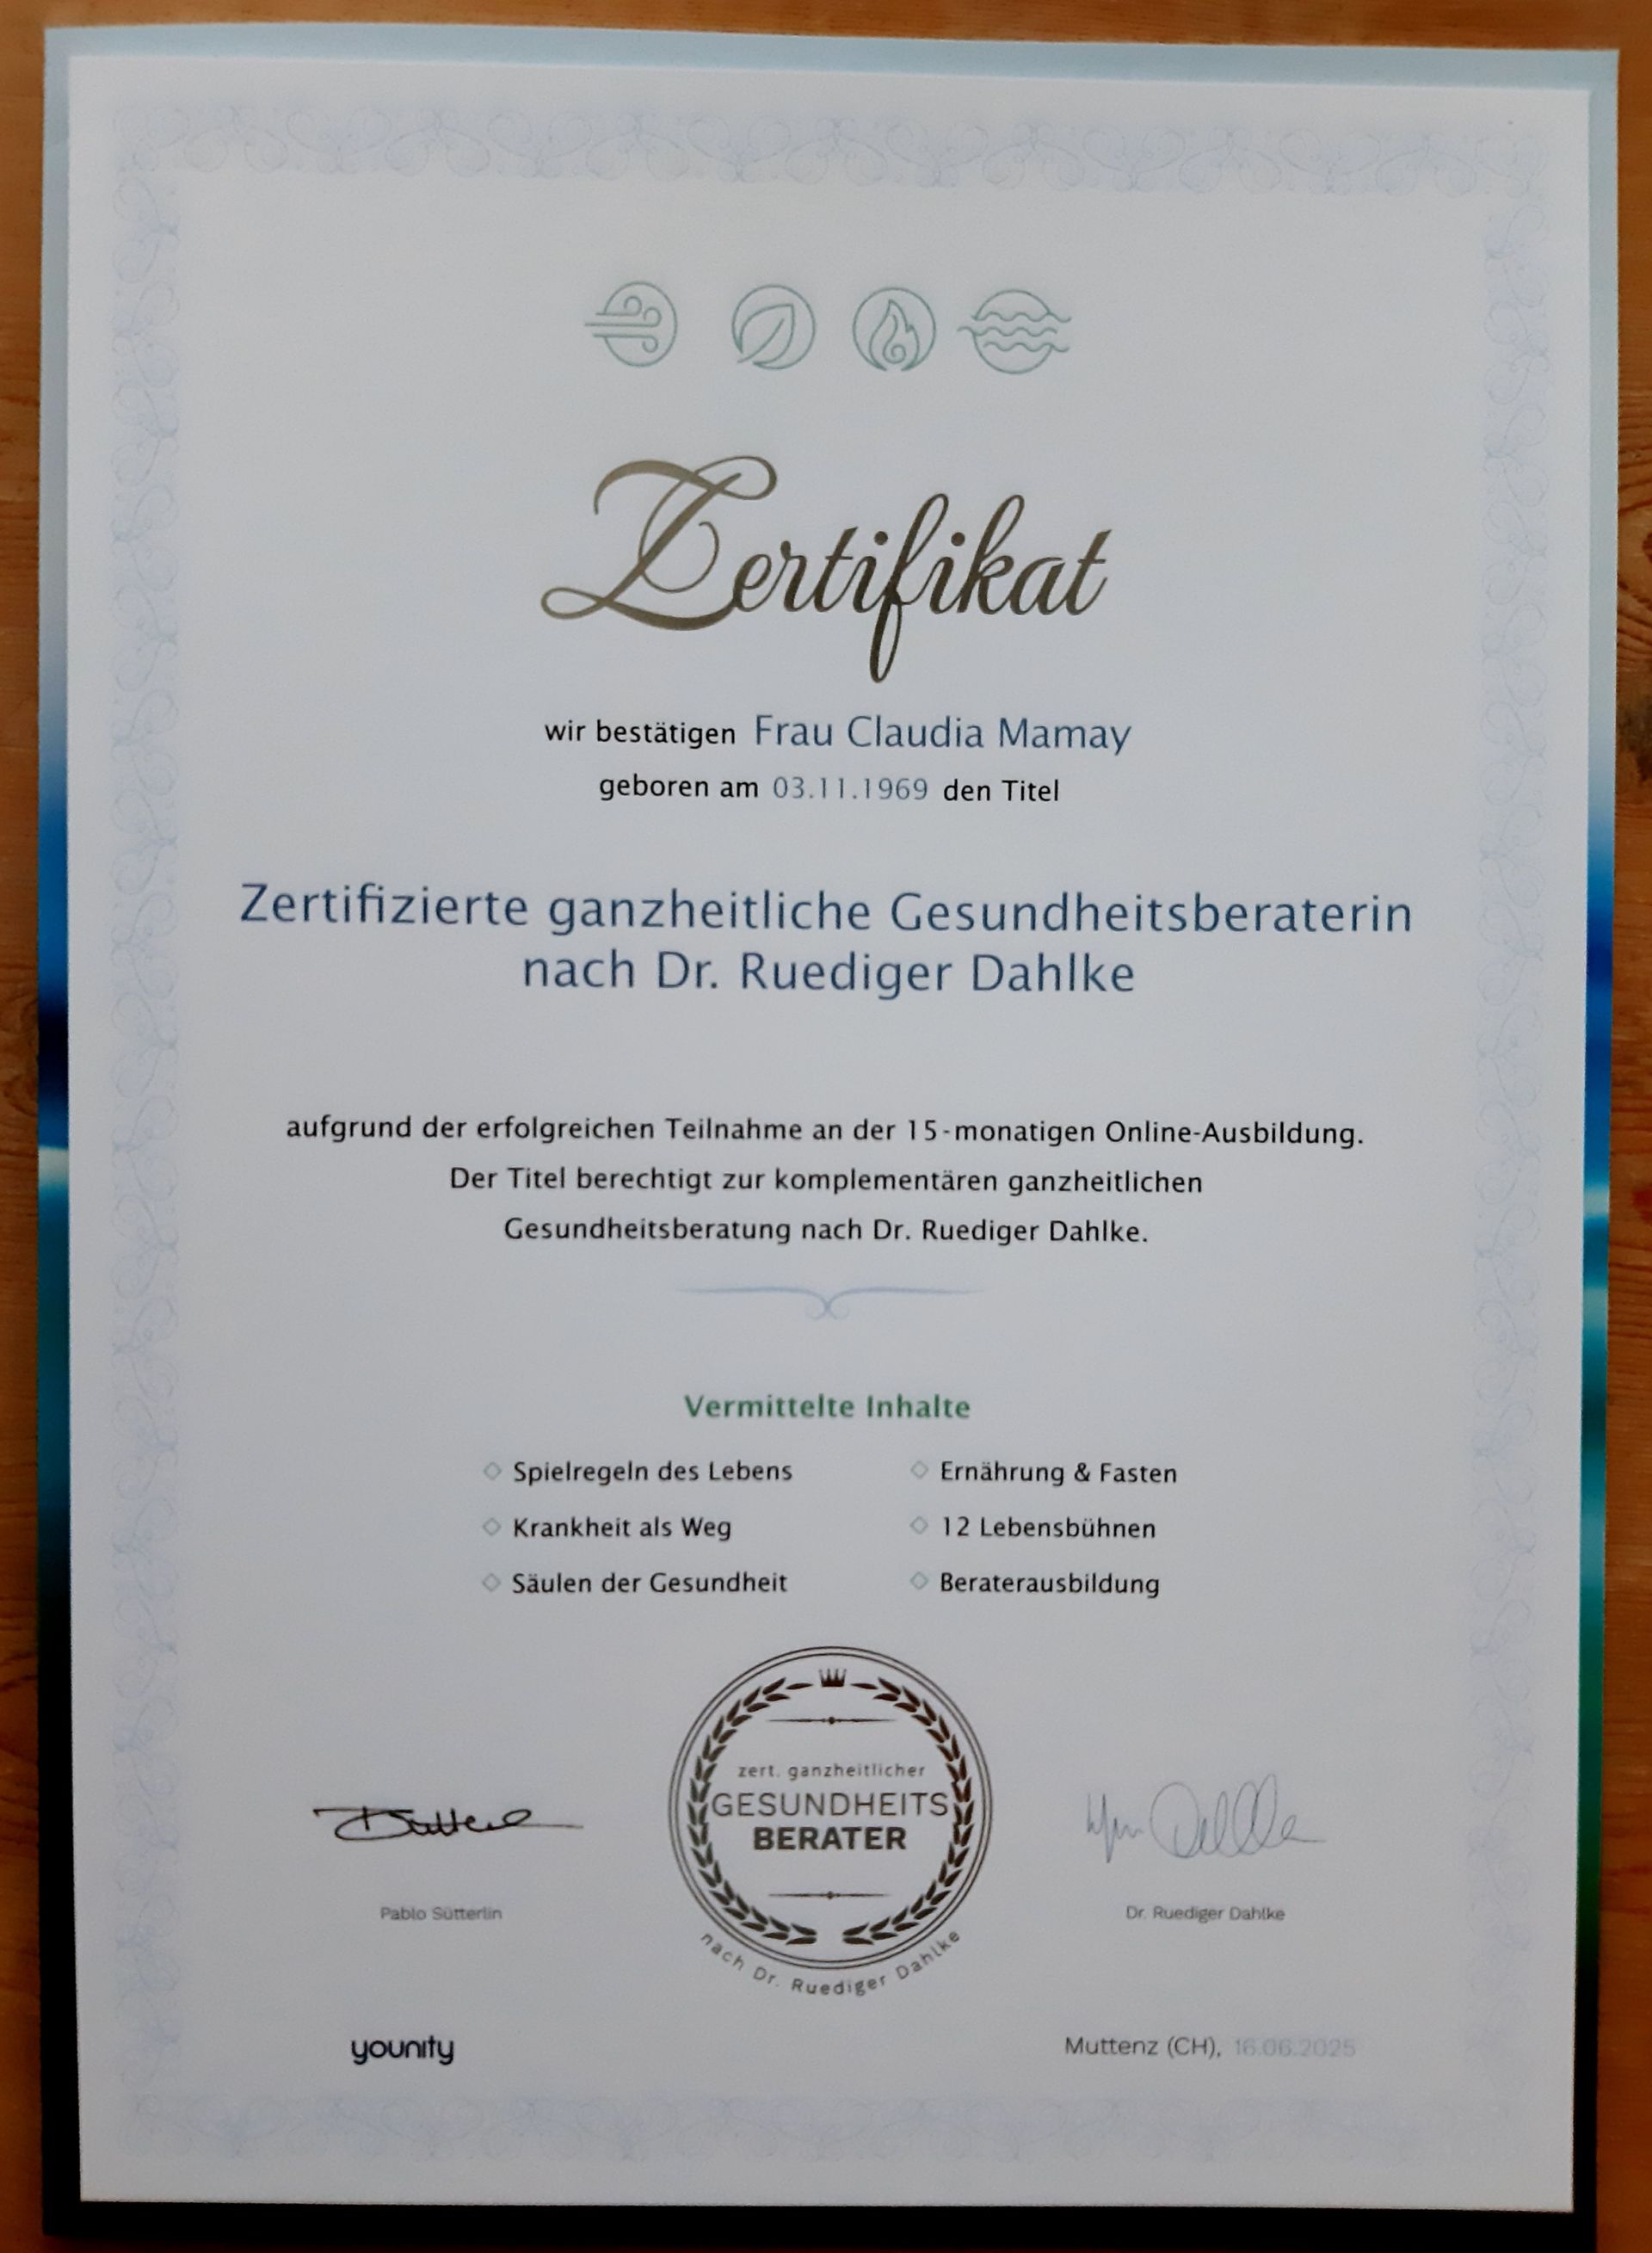 Zertifikat
wir bestätigen Frau Claudia Mamay
geboren am 03.11.1969 den Titel
Zertifizierte ganzheitliche Gesundheitsberaterin
nach Dr. Ruediger Dahlke
aufgrund der erfolgreichen Teilnahme an der 15-monatigen Online-Ausbildung.
Der Titel berechtigt zur komplementären ganzheitlichen
Gesundheitsberatung nach Dr. Ruediger Dahlke.
Vermittelte Inhalte
Spielregeln des Lebens
Krankheit als Weg
Säulen der Gesundheit
Ernährung & Fasten
12 Lebensbühnen
Beraterausbildung
zert. ganzheitlicher
GESUNDHEITS
BERATER
nach Dr. Ruediger Dahlke
Pablo Sütterlin
Dr. Ruediger Dahlke
younity
Muttenz (CH), 16.06.2025